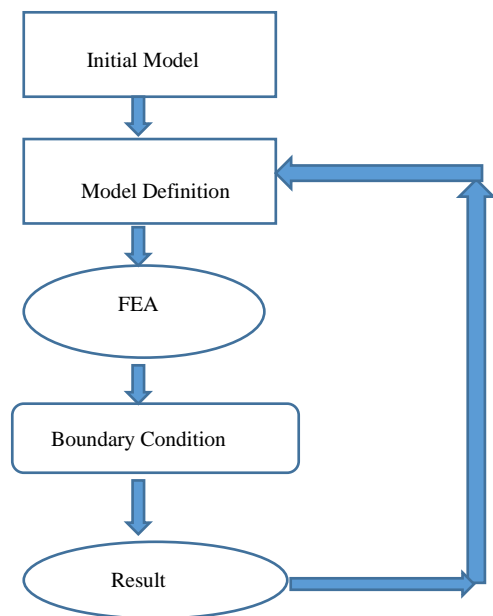 Initial Model
Model Definition
FEA
Boundary Condition
Result